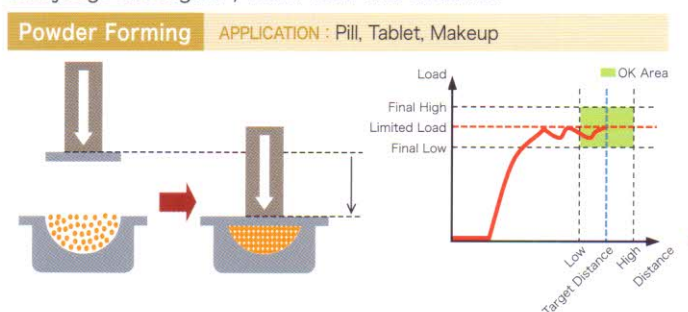 Powder Forming APPLICATION : Pill, Tablet, Makeup
Load
OK Area
Final High
Limited Load
Final Low
Low
Target Distance
High
Distance